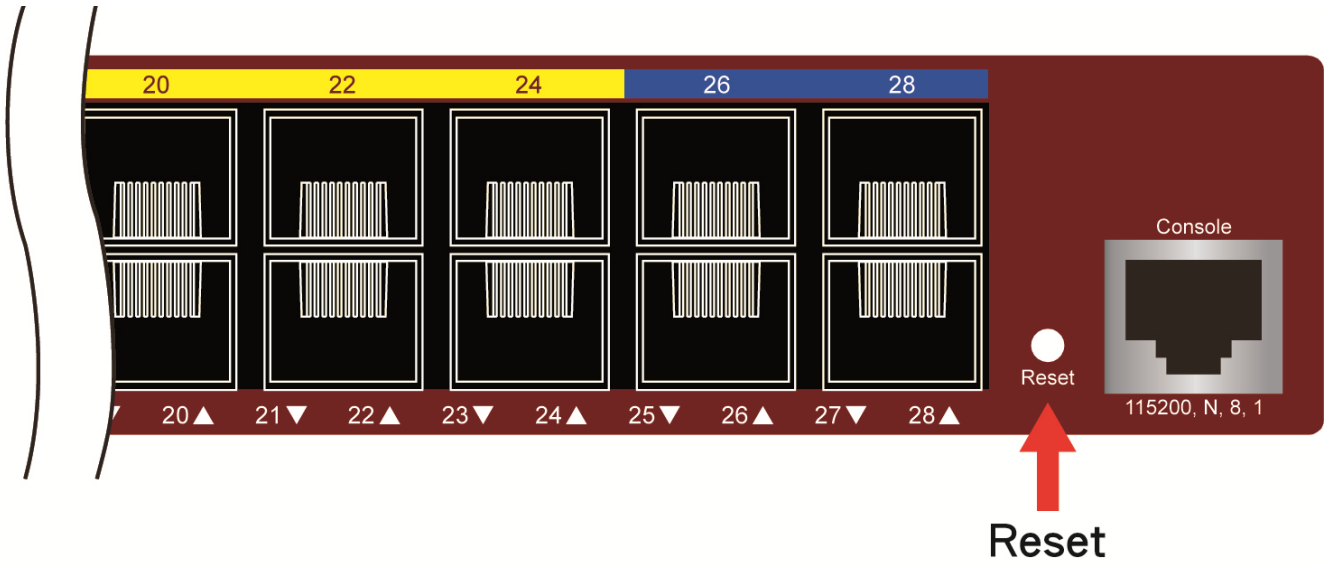 20 22 24 26 28
Console
Reset
115200, N, 8, 1
20▲ 21▼ 22▲ 23▼ 24▲ 25▼ 26▲ 27▼ 28▲
Reset